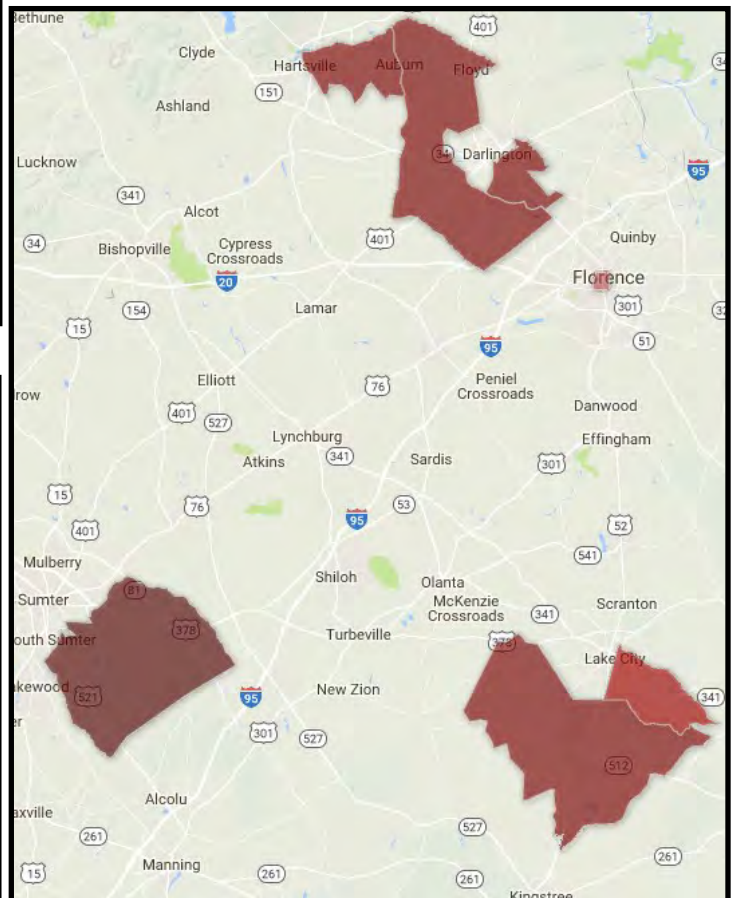 Bethune
401
Clyde
Hartsville
Auburn
Floyd
34
151
Ashland
Lucknow
34
Darlington
95
341
Alcot
34
Bishopville
Cypress
Crossroads
401
Quinby
20
Florence
301
154
Lamar
15
51
95
Elliott
76
Peniel
Crossroads
401
527
Danwood
Lynchburg
Effingham
341
Atkins
Sardis
301
15
76
53
401
95
52
541
Mulberry
Shiloh
Olanta
81
McKenzie
Crossroads
Sumter
341
Scranton
378
Turbeville
378
outh Sumter
Lake City
akewood
521
95
New Zion
341
er
301
527
512
Alcolu
axville
527
261
261
Manning
15
261
261
Kingstree